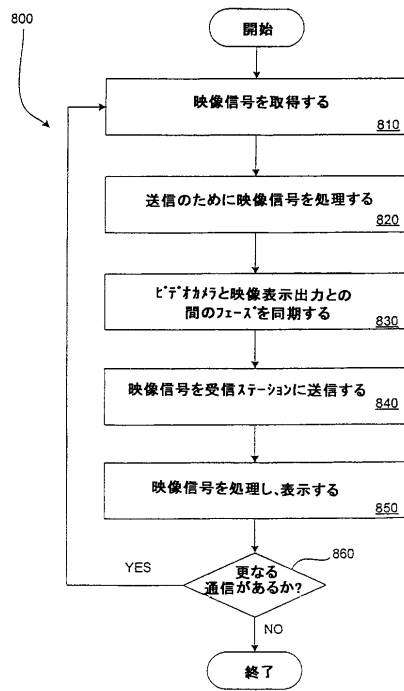 800
開始
映像信号を取得する
810
送信のために映像信号を処理する
820
ﾋﾞﾃﾞｵｶﾒﾗと映像表示出力との
間のﾌｪｰｽﾞを同期する
830
映像信号を受信ｽﾃｰｼｮﾝに送信する
840
映像信号を処理し、表示する
850
860
更なる
通信があるか?
YES
NO
終了